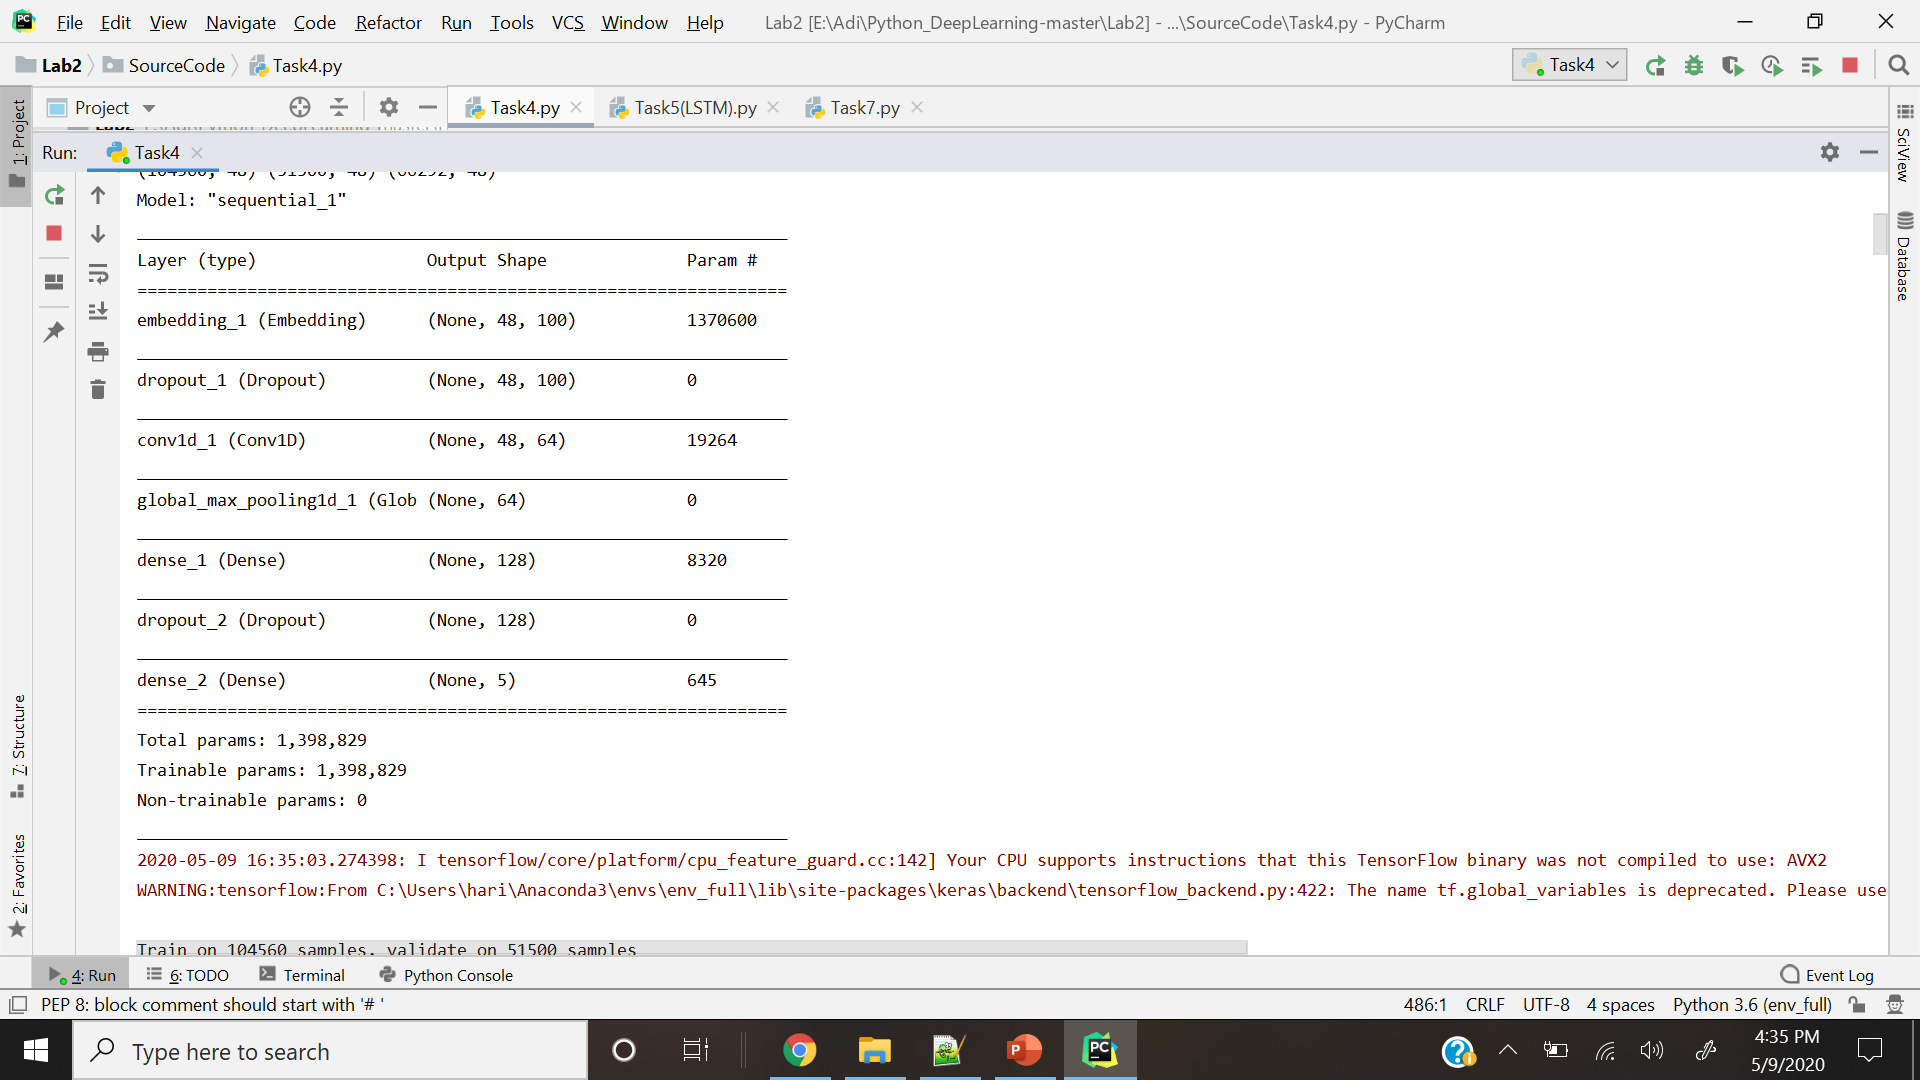 File Edit View Navigate Code Refactor Run Tools VCS Window Help Lab2 [E:\Adi\Python_DeepLearning-master\Lab2] - ...\SourceCode\Task4.py - PyCharm
Lab2 SourceCode Task4.py Task4
Project Task4.py Task5(LSTM).py Task7.py
1: Project
SciView
Database
Run: Task4
Model: "sequential_1"
Layer (type) Output Shape Param #
=================================================================
embedding_1 (Embedding) (None, 48, 100) 1370600
dropout_1 (Dropout) (None, 48, 100) 0
conv1d_1 (Conv1D) (None, 48, 64) 19264
global_max_pooling1d_1 (Glob (None, 64) 0
dense_1 (Dense) (None, 128) 8320
dropout_2 (Dropout) (None, 128) 0
dense_2 (Dense) (None, 5) 645
=================================================================
Total params: 1,398,829
Trainable params: 1,398,829
Non-trainable params: 0
7: Structure
2: Favorites
2020-05-09 16:35:03.274398: I tensorflow/core/platform/cpu_feature_guard.cc:142] Your CPU supports instructions that this TensorFlow binary was not compiled to use: AVX2
WARNING:tensorflow:From C:\Users\hari\Anaconda3\envs\env_full\lib\site-packages\keras\backend\tensorflow_backend.py:422: The name tf.global_variables is deprecated. Please use
Train on 104560 samples, validate on 51500 samples
4: Run 6: TODO Terminal Python Console Event Log
PEP 8: block comment should start with '# ' 486:1 CRLF UTF-8 4 spaces Python 3.6 (env_full)
Type here to search
4:35 PM
5/9/2020